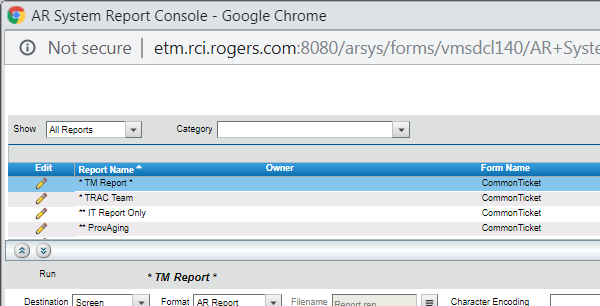 AR System Report Console - Google Chrome
Not secure | etm.rci.rogers.com:8080/arsys/forms/vmsdcl140/AR+Syste
Show All Reports Category
Edit Report Name Owner Form Name
* TM Report * CommonTicket
* TRAC Team CommonTicket
** IT Report Only CommonTicket
** ProvAging CommonTicket
Run * TM Report *
Destination Screen Format AR Report Filename Report.rep Character Encoding